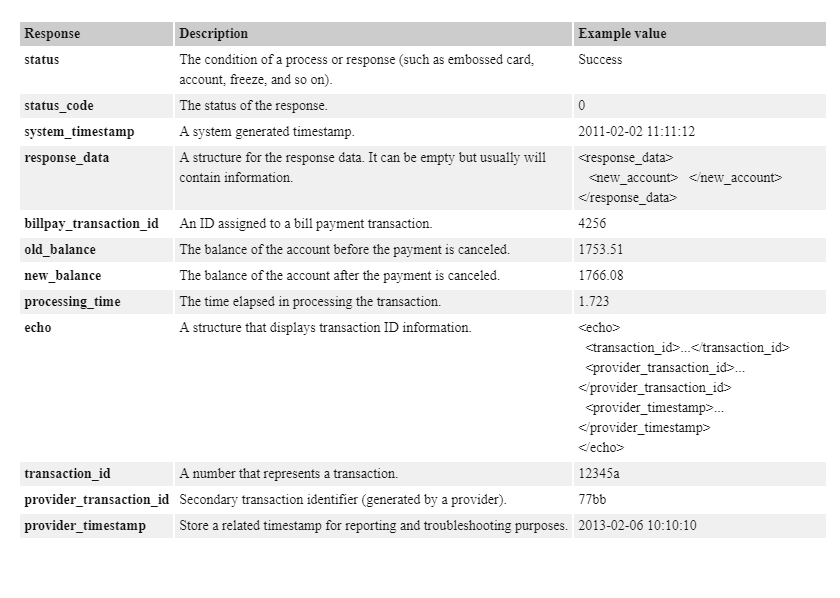 Response Description Example value
status The condition of a process or response (such as embossed card, Success
account, freeze, and so on).
status_code The status of the response. 0
system_timestamp A system generated timestamp. 2011-02-02 11:11:12
response_data A structure for the response data. It can be empty but usually will <response_data>
contain information. <new_account> </new_account>
</response_data>
billpay_transaction_id An ID assigned to a bill payment transaction. 4256
old_balance The balance of the account before the payment is canceled. 1753.51
new_balance The balance of the account after the payment is canceled. 1766.08
processing_time The time elapsed in processing the transaction. 1.723
echo A structure that displays transaction ID information. <echo>
<transaction_id>...</transaction_id>
<provider_transaction_id>...
</provider_transaction_id>
<provider_timestamp>...
</provider_timestamp>
</echo>
transaction_id A number that represents a transaction. 12345a
provider_transaction_id Secondary transaction identifier (generated by a provider). 77bb
provider_timestamp Store a related timestamp for reporting and troubleshooting purposes. 2013-02-06 10:10:10